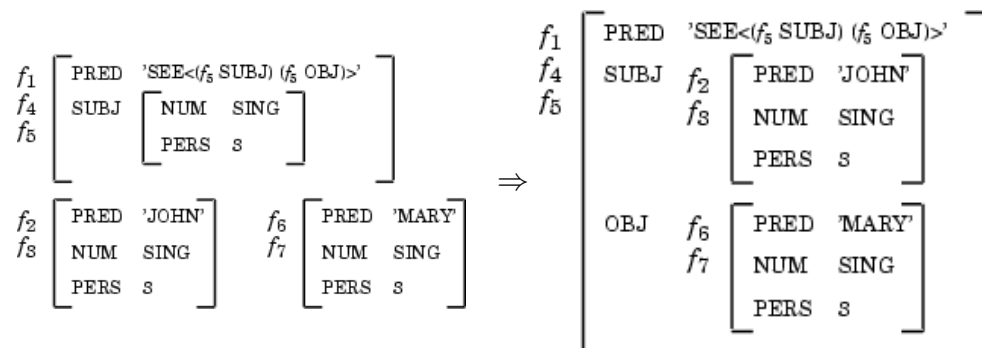 f1 PRED 'SEE<(f5 SUBJ) (f5 OBJ)>'
f4 SUBJ NUM SING
f5 PERS 3
f2 PRED 'JOHN'
f3 NUM SING
PERS 3
f6 PRED 'MARY'
f7 NUM SING
PERS 3
⇒
f1 PRED 'SEE<(f5 SUBJ) (f5 OBJ)>'
f4 SUBJ f2 PRED 'JOHN'
f5 f3 NUM SING
PERS 3
OBJ f6 PRED 'MARY'
f7 NUM SING
PERS 3